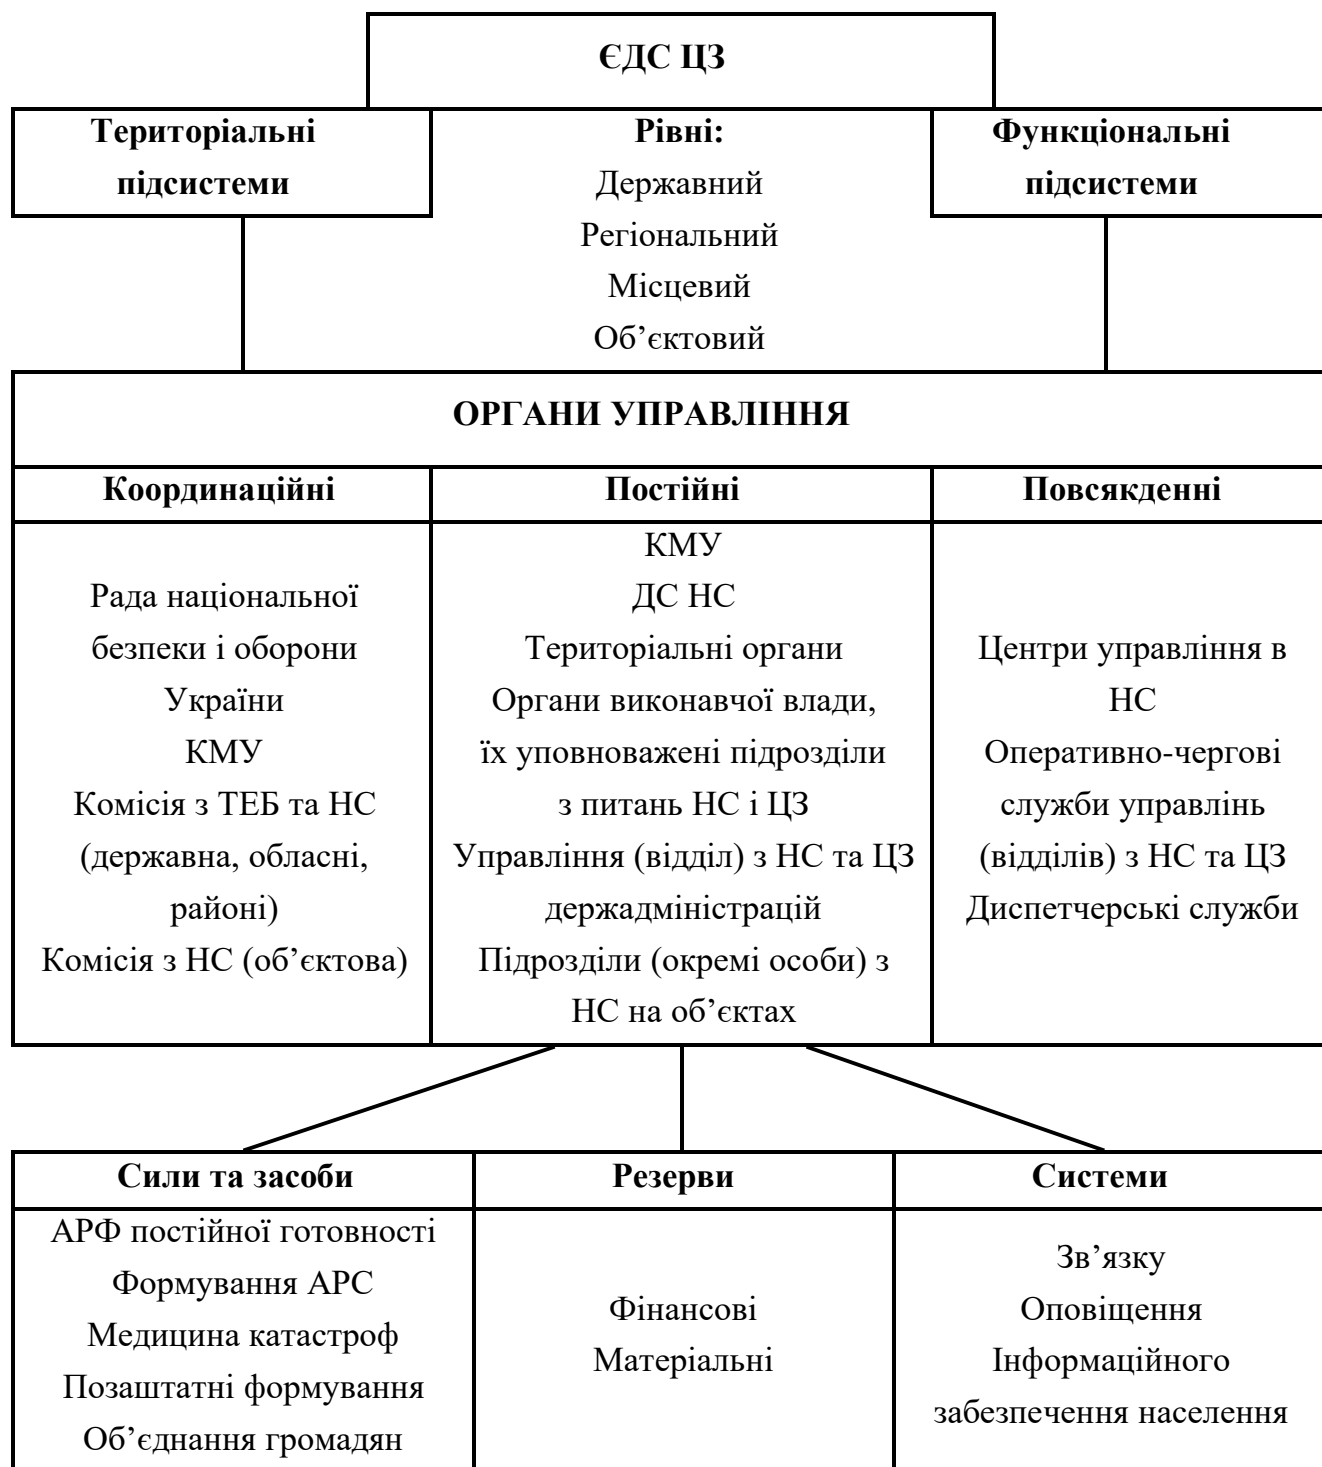 ЄДС ЦЗ
Територіальні
підсистеми
Рівні:
Державний
Регіональний
Місцевий
Об’єктовий
Функціональні
підсистеми
ОРГАНИ УПРАВЛІННЯ
Координаційні
Постійні
Повсякденні
Рада національної
безпеки і оборони
України
КМУ
Комісія з ТЕБ та НС
(державна, обласні,
районі)
Комісія з НС (об’єктова)
КМУ
ДС НС
Територіальні органи
Органи виконавчої влади,
їх уповноважені підрозділи
з питань НС і ЦЗ
Управління (відділ) з НС та ЦЗ
держадміністрацій
Підрозділи (окремі особи) з
НС на об’єктах
Центри управління в
НС
Оперативно-чергові
служби управлінь
(відділів) з НС та ЦЗ
Диспетчерські служби
Сили та засоби
Резерви
Системи
АРФ постійної готовності
Формування АРС
Медицина катастроф
Позаштатні формування
Об’єднання громадян
Фінансові
Матеріальні
Зв’язку
Оповіщення
Інформаційного
забезпечення населення